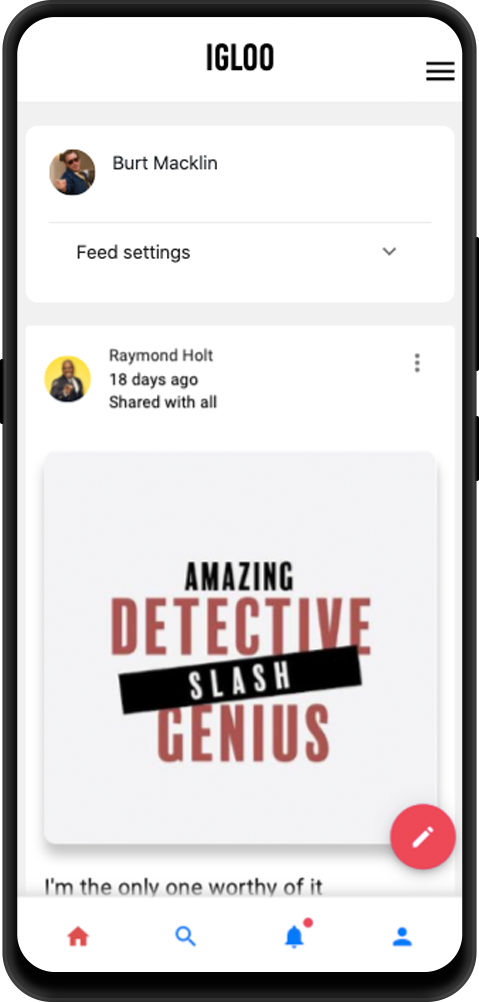 IGLOO
Burt Macklin
Feed settings
Raymond Holt
18 days ago
Shared with all
AMAZING
DETECTIVE
SLASH
GENIUS
I'm the only one worthy of it